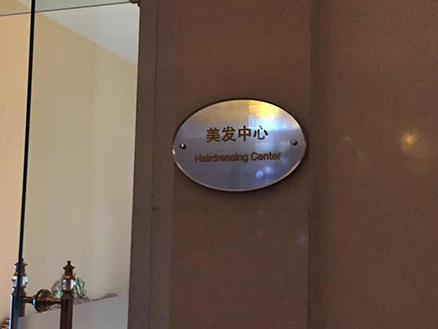 美发中心
Hairdressing Center